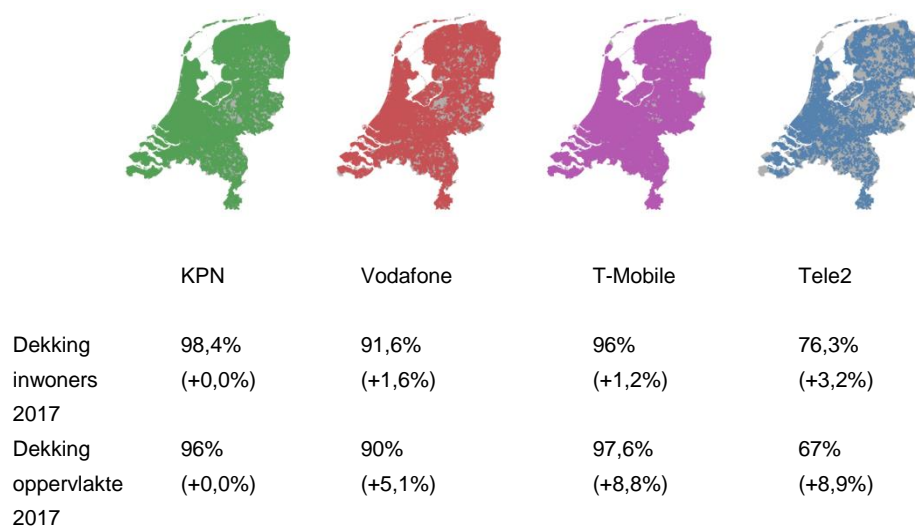 KPN Vodafone T-Mobile Tele2
Dekking 98,4% 91,6% 96% 76,3%
inwoners (+0,0%) (+1,6%) (+1,2%) (+3,2%)
2017
Dekking 96% 90% 97,6% 67%
oppervlakte (+0,0%) (+5,1%) (+8,8%) (+8,9%)
2017